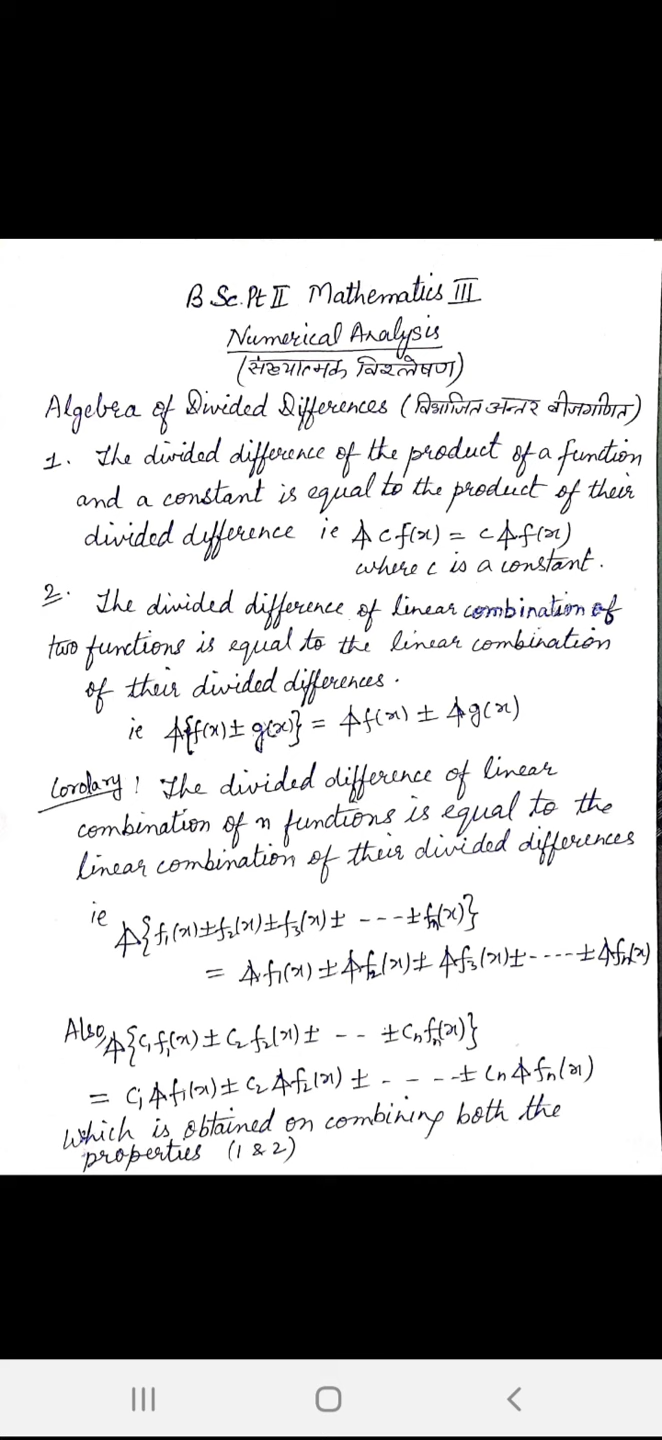 B.Sc. Pt II Mathematics III
Numerical Analysis
(संख्यात्मक विश्लेषण)
Algebra of Divided Differences (विभाजित अन्तर बीजगणित)
1. The divided difference of the product of a function
and a constant is equal to the product of their
divided difference ie ⍋ c f(x) = c ⍋ f(x)
where c is a constant.
2. The divided difference of linear combination of
two functions is equal to the linear combination
of their divided differences.
ie ⍋{f(x) ± g(x)} = ⍋f(x) ± ⍋g(x)
Corolary: The divided difference of linear
combination of n functions is equal to the
linear combination of their divided differences
ie ⍋{f₁(x) ± f₂(x) ± f₃(x) ± - - - ± fₙ(x)}
= ⍋f₁(x) ± ⍋f₂(x) ± ⍋f₃(x) ± - - - - ± ⍋fₙ(x)
Also, ⍋{C₁f₁(x) ± C₂f₂(x) ± - - ± Cₙfₙ(x)}
= C₁⍋f₁(x) ± C₂⍋f₂(x) ± - - - - ± Cₙ⍋fₙ(x)
which is obtained on combining both the
properties (1 & 2)